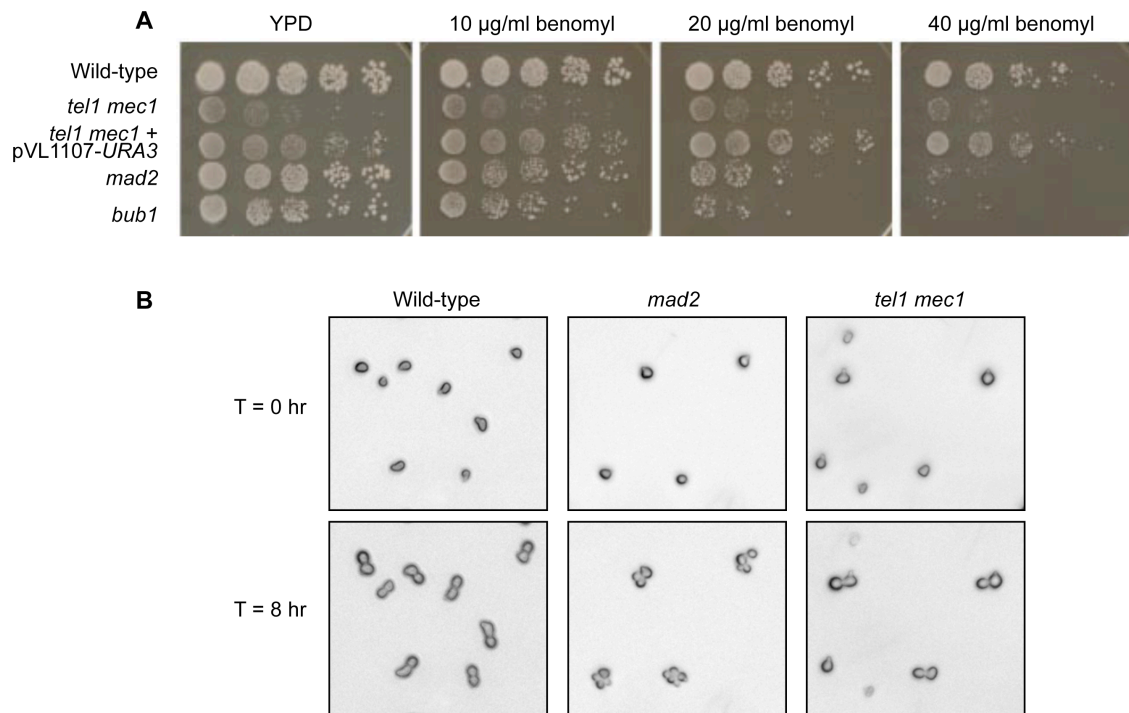 A
YPD
10 µg/ml benomyl
20 µg/ml benomyl
40 µg/ml benomyl
Wild-type
tel1 mec1
tel1 mec1 +
pVL1107-URA3
mad2
bub1
B
Wild-type
mad2
tel1 mec1
T = 0 hr
T = 8 hr